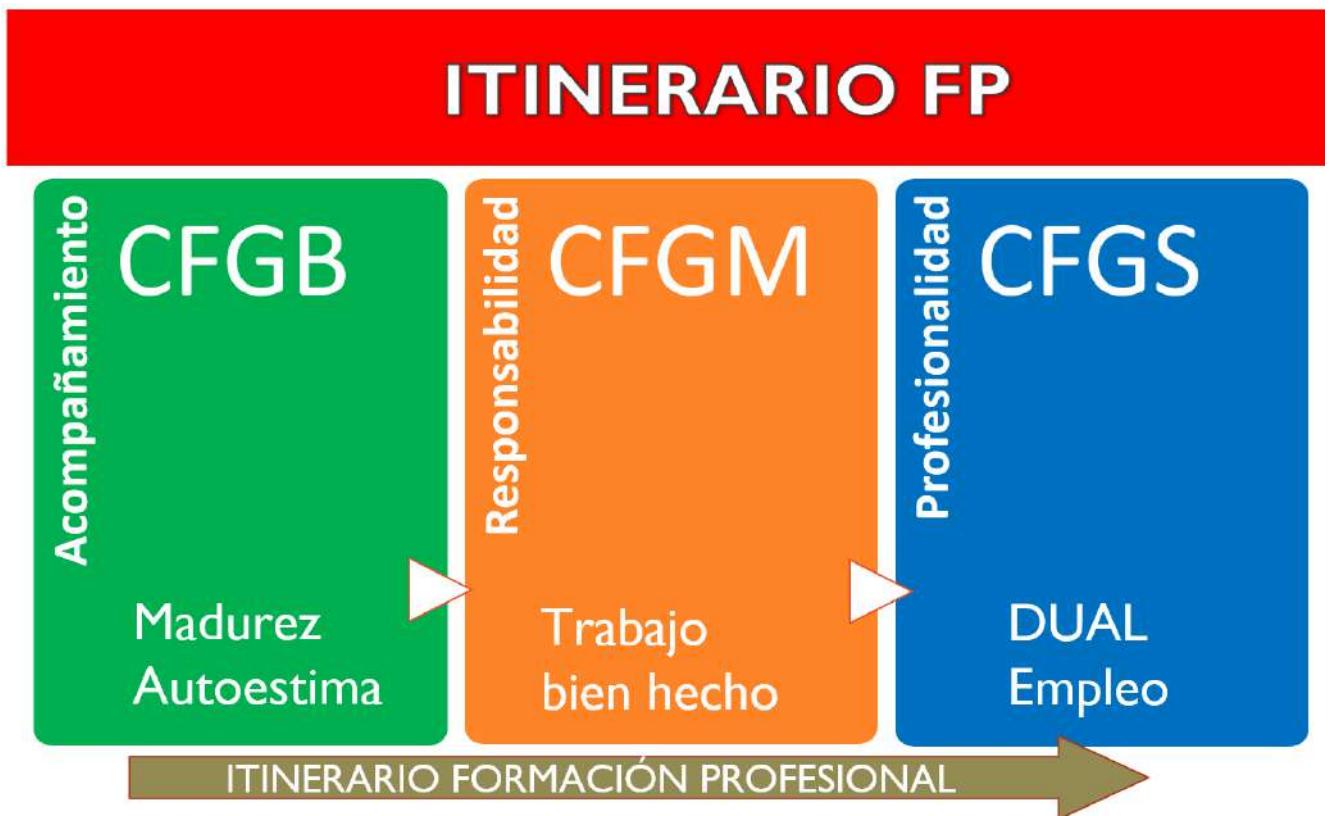 ITINERARIO FP
Acompañamiento
CFGB
Madurez
Autoestima
Responsabilidad
CFGM
Trabajo
bien hecho
Profesionalidad
CFGS
DUAL
Empleo
ITINERARIO FORMACIÓN PROFESIONAL